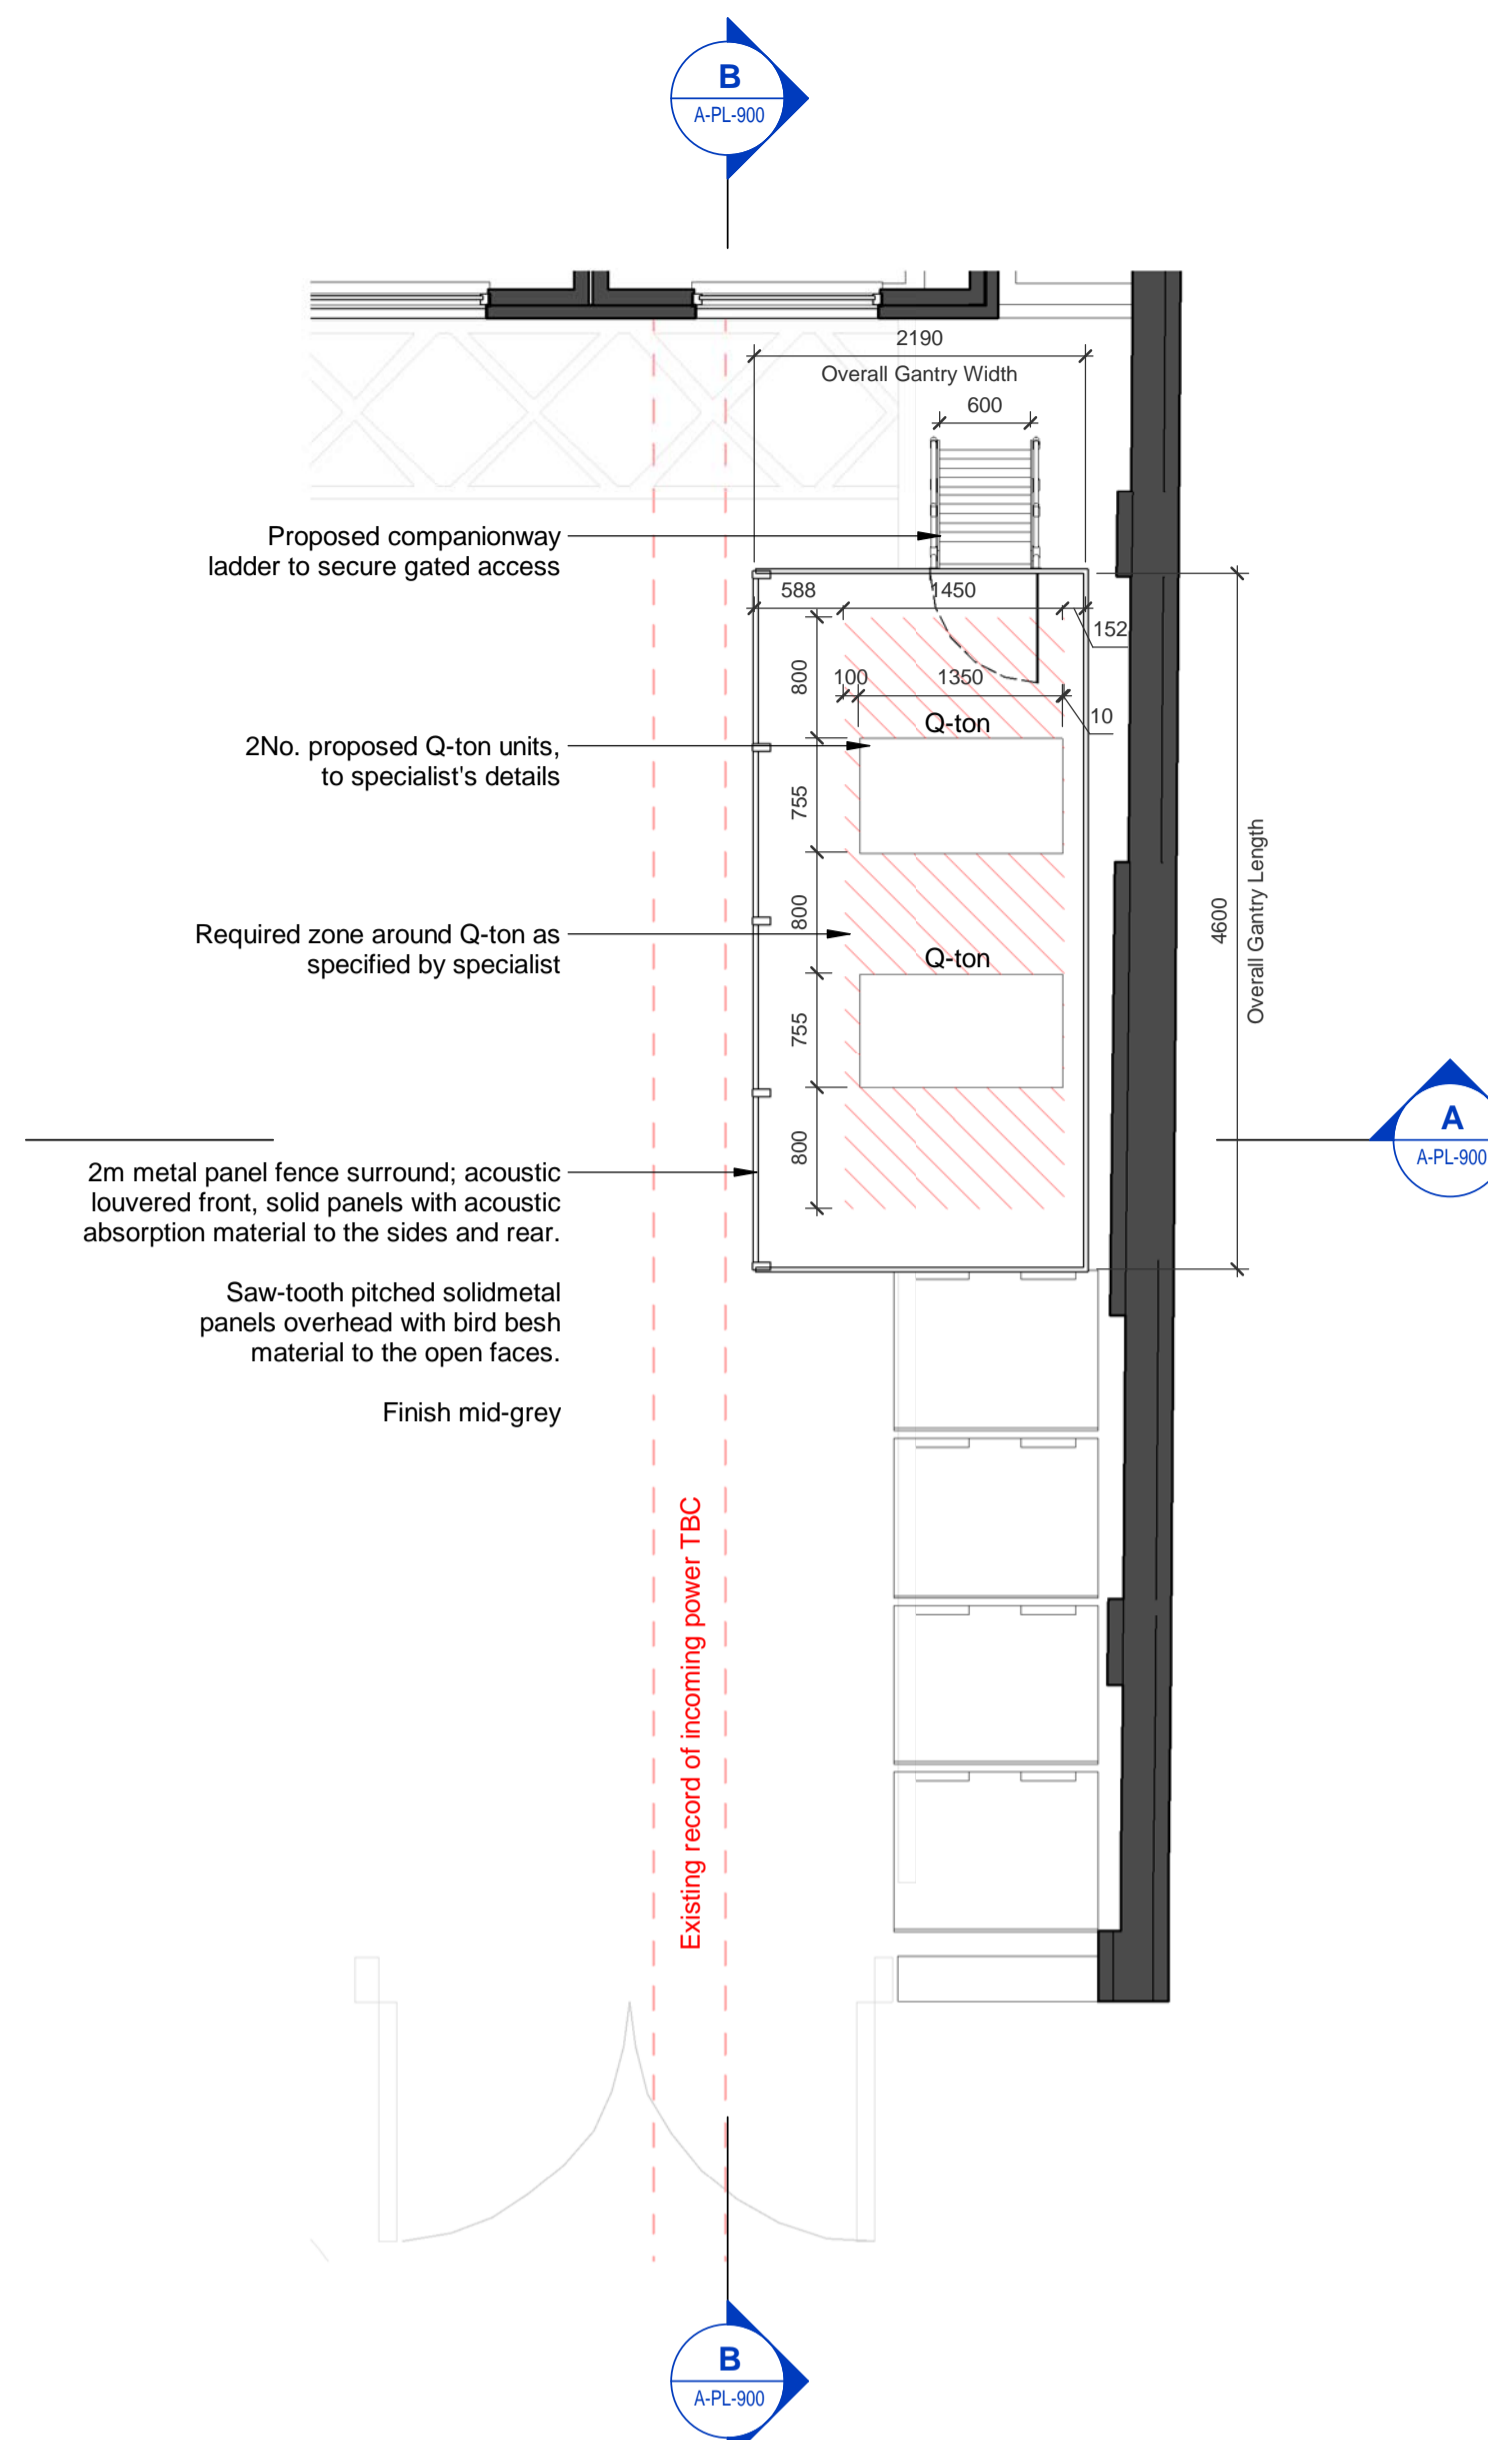 B
A-PL-900
2190
Overall Gantry Width
600
Proposed companionway
ladder to secure gated access
588
1450
152
800
100
1350
10
Q-ton
2No. proposed Q-ton units,
to specialist's details
755
Required zone around Q-ton as
specified by specialist
800
Q-ton
4600
Overall Gantry Length
755
A
A-PL-900
800
2m metal panel fence surround; acoustic
louvered front, solid panels with acoustic
absorption material to the sides and rear.
Saw-tooth pitched solidmetal
panels overhead with bird besh
material to the open faces.
Finish mid-grey
Existing record of incoming power TBC
B
A-PL-900